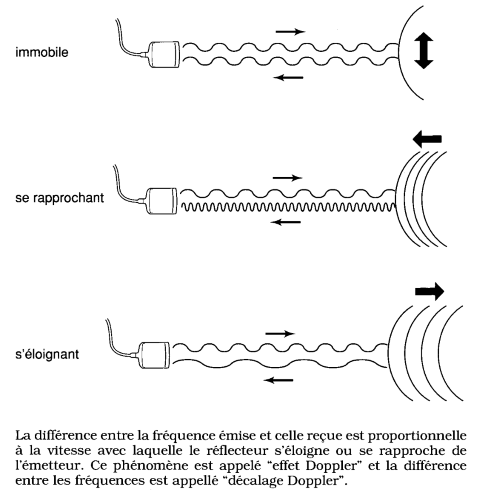 immobile
se rapprochant
s'éloignant
La différence entre la fréquence émise et celle reçue est proportionnelle
à la vitesse avec laquelle le réflecteur s'éloigne ou se rapproche de
l'émetteur. Ce phénomène est appelé "effet Doppler" et la différence
entre les fréquences est appellé "décalage Doppler".